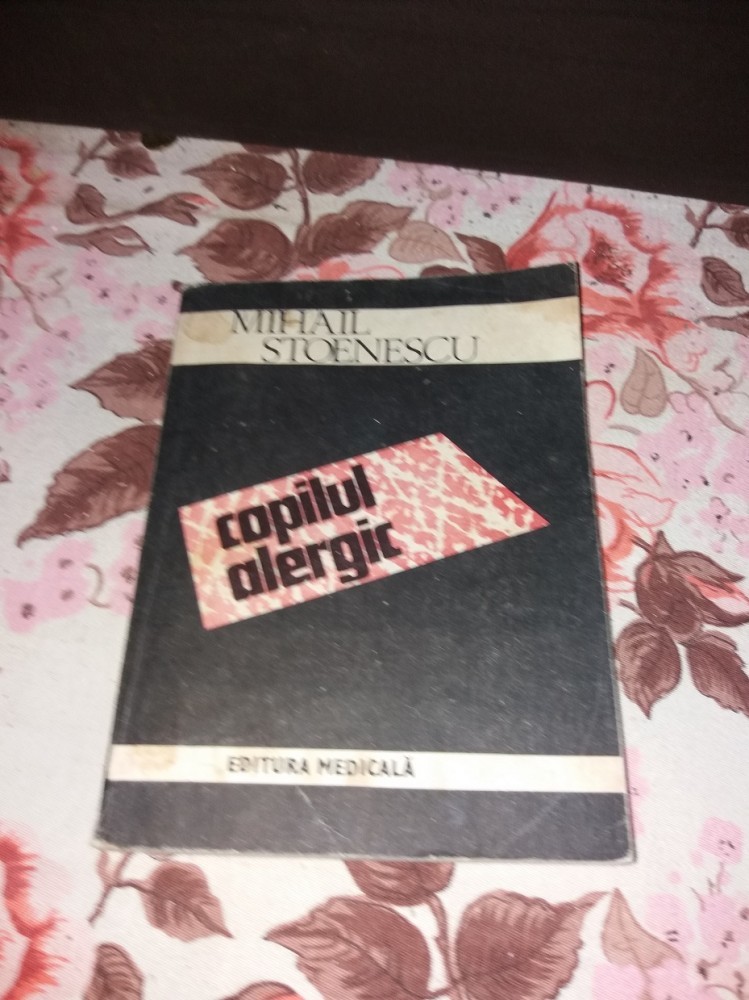 MIHAIL
STOENESCU
copilul
alergic
EDITURA MEDICALĂ